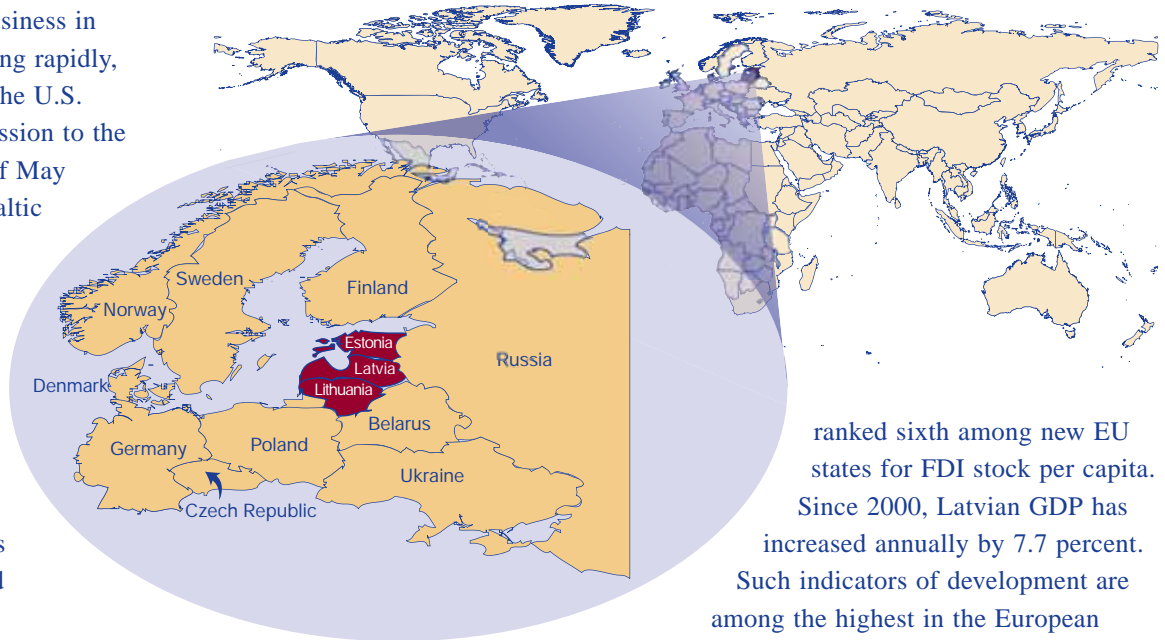 siness in
ng rapidly,
he U.S.
ssion to the
f May
altic
s
d
Sweden
Finland
Norway
Estonia
Russia
Latvia
Denmark
Lithuania
Belarus
Germany
Poland
Ukraine
Czech Republic
ranked sixth among new EU
states for FDI stock per capita.
Since 2000, Latvian GDP has
increased annually by 7.7 percent.
Such indicators of development are
among the highest in the European